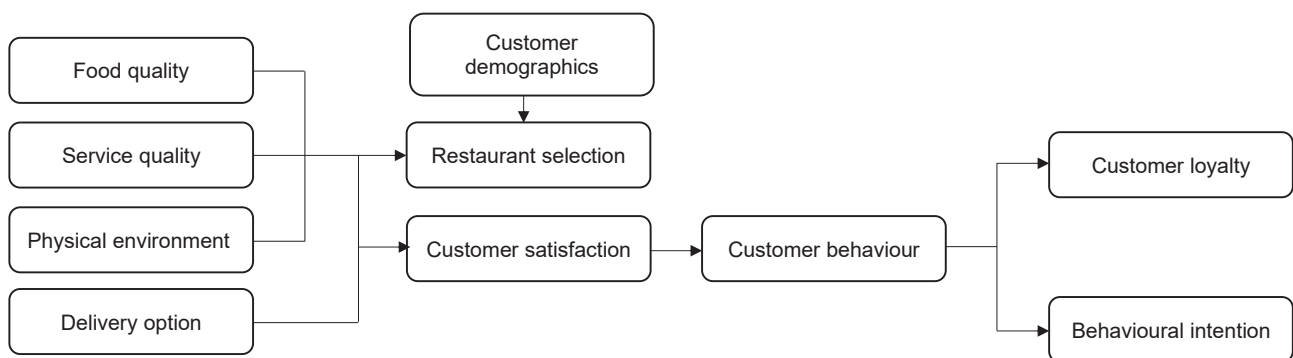 Food quality
Service quality
Physical environment
Delivery option
Customer
demographics
Restaurant selection
Customer satisfaction
Customer behaviour
Customer loyalty
Behavioural intention